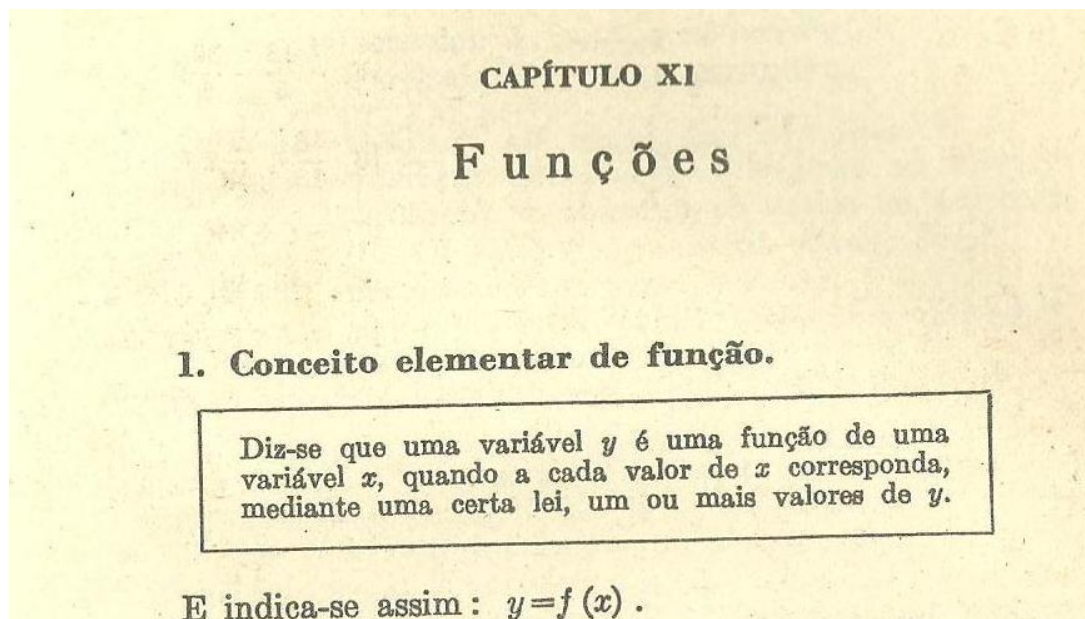 CAPÍTULO XI
Funções
1. Conceito elementar de função.
Diz-se que uma variável y é uma função de uma
variável x, quando a cada valor de x corresponda,
mediante uma certa lei, um ou mais valores de y.
E indica-se assim : y=f (x) .